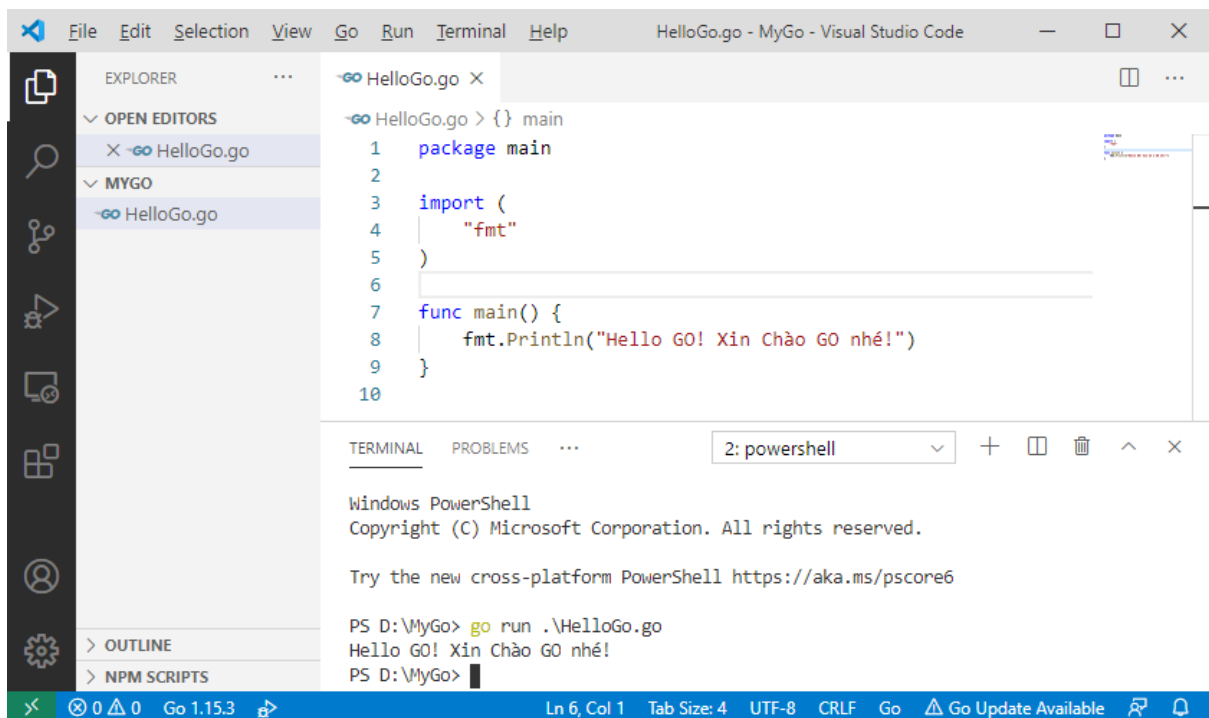 File Edit Selection View Go Run Terminal Help HelloGo.go - MyGo - Visual Studio Code
EXPLORER
OPEN EDITORS
GO HelloGo.go
MYGO
GO HelloGo.go
OUTLINE
NPM SCRIPTS
GO HelloGo.go
GO HelloGo.go > {} main
1 package main
2
3 import (
4 "fmt"
5 )
6
7 func main() {
8 fmt.Println("Hello GO! Xin Chào GO nhé!")
9 }
10
TERMINAL PROBLEMS ··· 2: powershell
Windows PowerShell
Copyright (C) Microsoft Corporation. All rights reserved.
Try the new cross-platform PowerShell https://aka.ms/pscore6
PS D:\MyGo> go run .\HelloGo.go
Hello GO! Xin Chào GO nhé!
PS D:\MyGo>
0 0 Go 1.15.3 Ln 6, Col 1 Tab Size: 4 UTF-8 CRLF Go Go Update Available